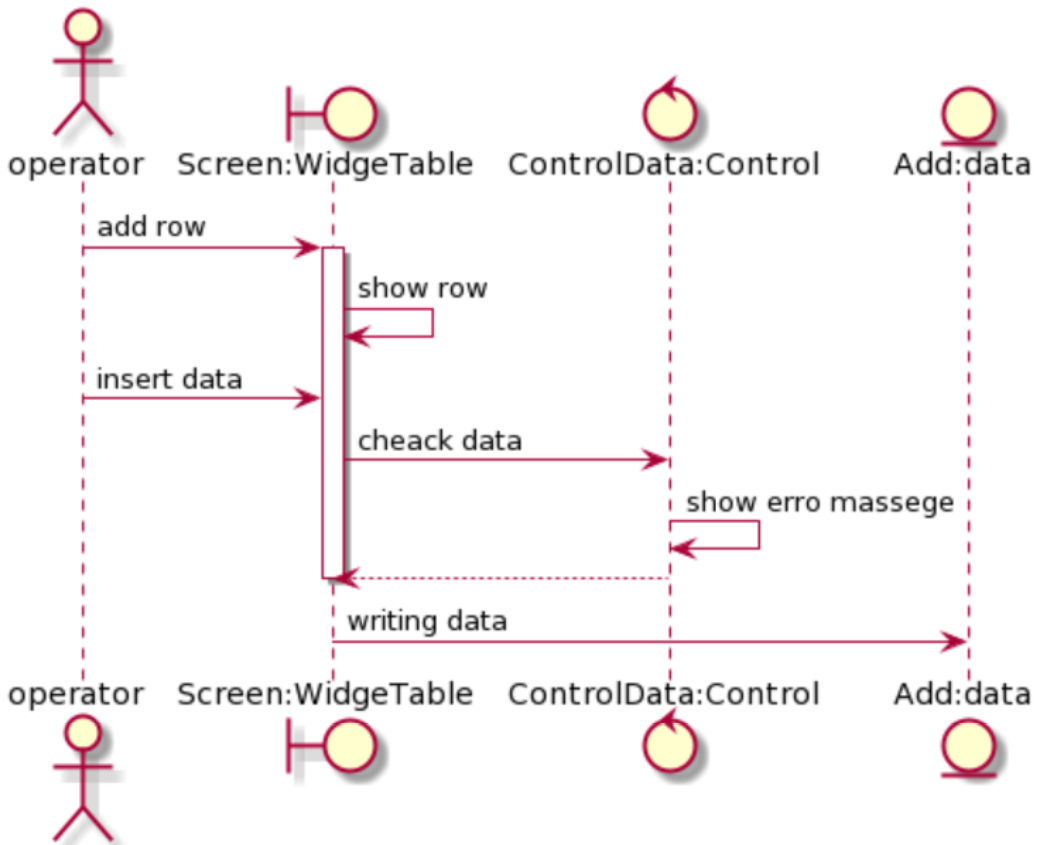 operator
Screen:WidgeTable
ControlData:Control
Add:data
add row
show row
insert data
cheack data
show erro massege
writing data
operator
Screen:WidgeTable
ControlData:Control
Add:data